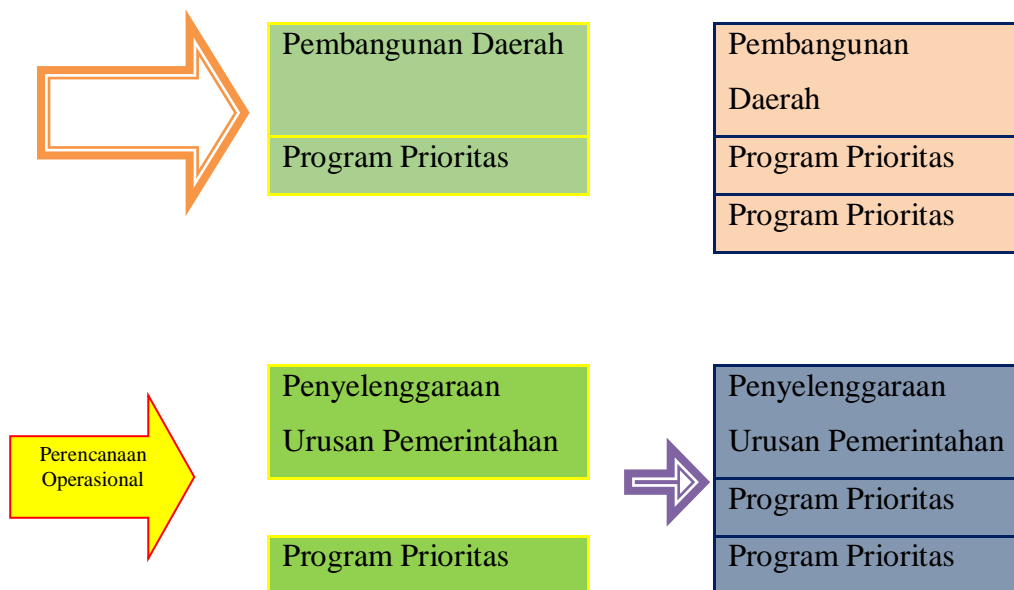 Pembangunan Daerah
Program Prioritas
Pembangunan
Daerah
Program Prioritas
Program Prioritas
Perencanaan
Operasional
Penyelenggaraan
Urusan Pemerintahan
Program Prioritas
Penyelenggaraan
Urusan Pemerintahan
Program Prioritas
Program Prioritas